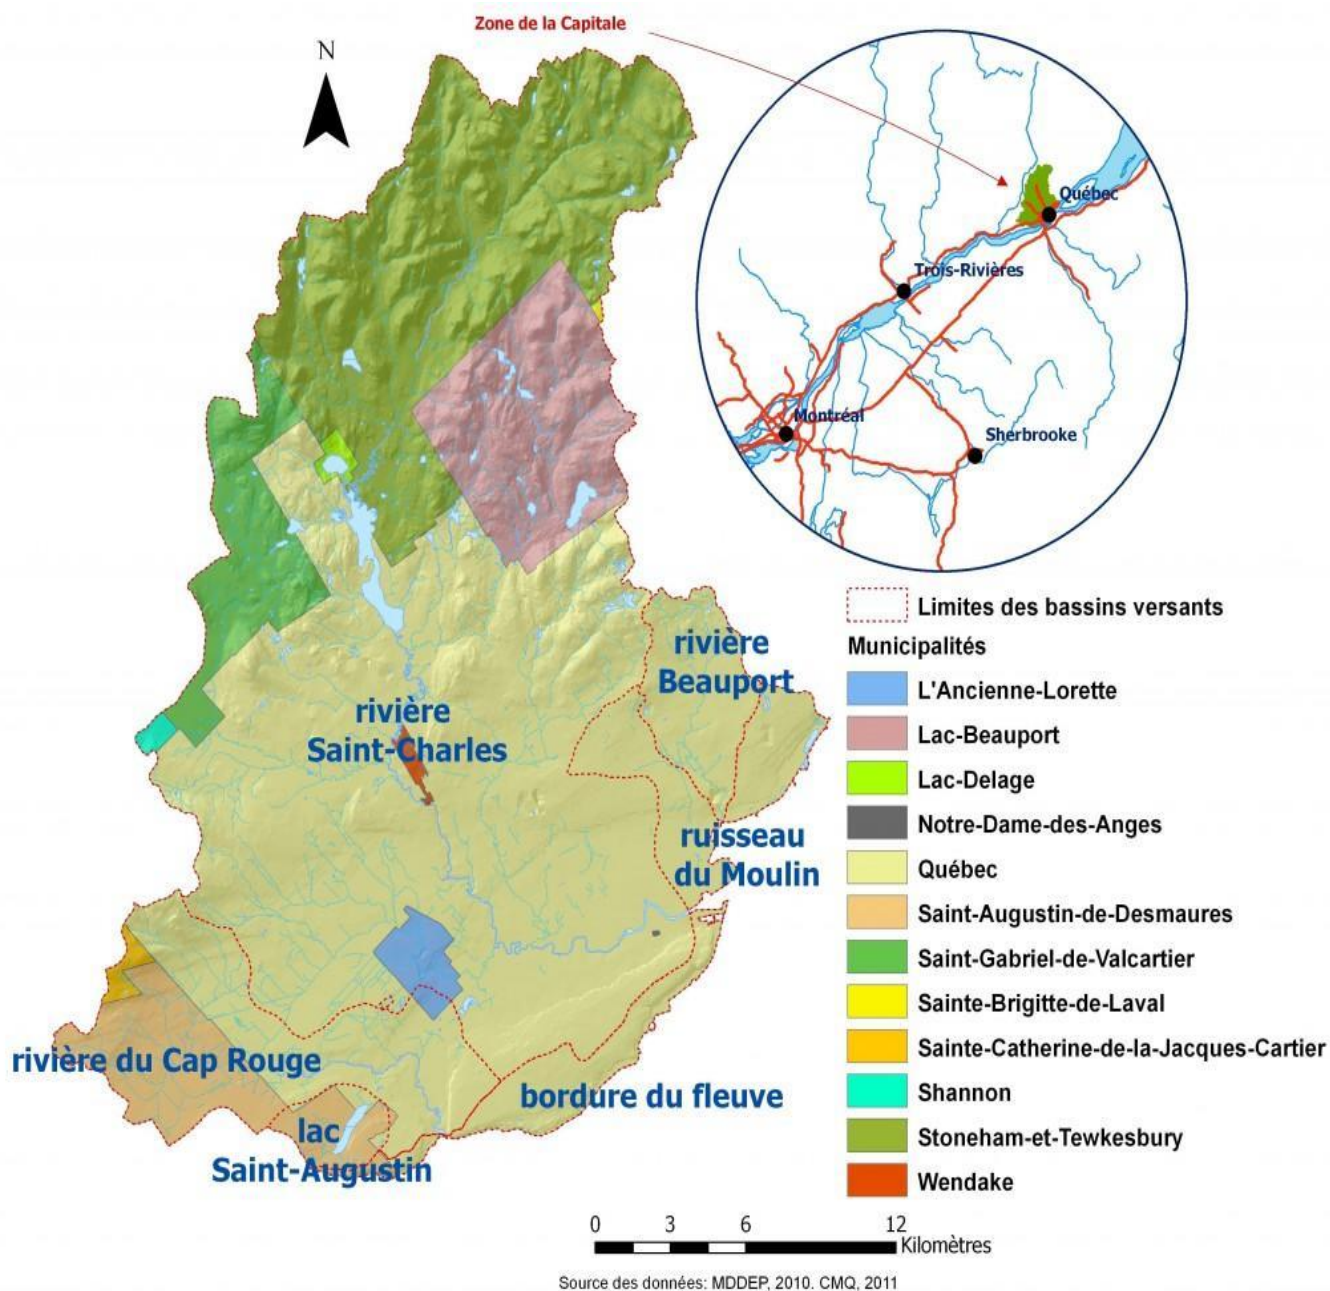 Zone de la Capitale
N
Québec
Trois-Rivières
Montréal
Sherbrooke
rivière
Beauport
rivière
Saint-Charles
ruisseau
du Moulin
rivière du Cap Rouge
bordure du fleuve
lac
Saint-Augustin
Limites des bassins versants
Municipalités
L'Ancienne-Lorette
Lac-Beauport
Lac-Delage
Notre-Dame-des-Anges
Québec
Saint-Augustin-de-Desmaures
Saint-Gabriel-de-Valcartier
Sainte-Brigitte-de-Laval
Sainte-Catherine-de-la-Jacques-Cartier
Shannon
Stoneham-et-Tewkesbury
Wendake
0 3 6 12
Kilomètres
Source des données: MDDEP, 2010. CMQ, 2011